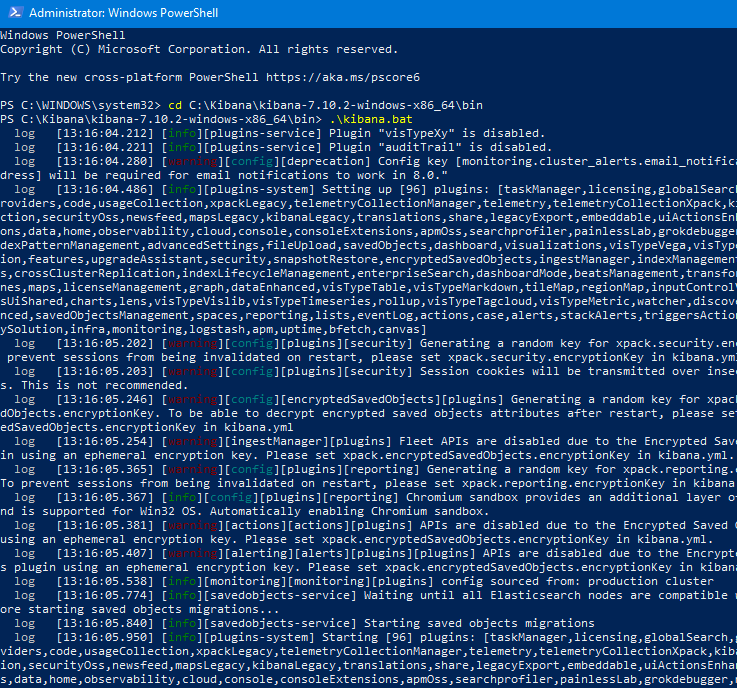 Administrator: Windows PowerShell
Windows PowerShell
Copyright (C) Microsoft Corporation. All rights reserved.
Try the new cross-platform PowerShell https://aka.ms/pscore6
PS C:\WINDOWS\system32> cd C:\Kibana\kibana-7.10.2-windows-x86_64\bin
PS C:\Kibana\kibana-7.10.2-windows-x86_64\bin> .\kibana.bat
log [13:16:04.212] [info][plugins-service] Plugin "visTypeXy" is disabled.
log [13:16:04.221] [info][plugins-service] Plugin "auditTrail" is disabled.
log [13:16:04.280] [warning][config][deprecation] Config key [monitoring.cluster_alerts.email_notific
dress] will be required for email notifications to work in 8.0."
log [13:16:04.486] [info][plugins-system] Setting up [96] plugins: [taskManager,licensing,globalSearch
roviders,code,usageCollection,xpackLegacy,telemetryCollectionManager,telemetry,telemetryCollectionXpack,ki
ction,securityOss,newsfeed,mapsLegacy,kibanaLegacy,translations,share,legacyExport,embeddable,uiActionsEnh
ons,data,home,observability,cloud,console,consoleExtensions,apmOss,searchprofiler,painlessLab,grokdebugger
ndexPatternManagement,advancedSettings,fileUpload,savedObjects,dashboard,visualizations,visTypeVega,visTyp
ion,features,upgradeAssistant,security,snapshotRestore,encryptedSavedObjects,ingestManager,indexManagement
s,crossClusterReplication,indexLifecycleManagement,enterpriseSearch,dashboardMode,beatsManagement,transfor
nes,maps,licenseManagement,graph,dataEnhanced,visTypeTable,visTypeMarkdown,tileMap,regionMap,inputControlV
sUiShared,charts,lens,visTypeVislib,visTypeTimeseries,rollup,visTypeTagcloud,visTypeMetric,watcher,discove
nced,savedObjectsManagement,spaces,reporting,lists,eventLog,actions,case,alerts,stackAlerts,triggersActio
ySolution,infra,monitoring,logstash,apm,uptime,bfetch,canvas]
log [13:16:05.202] [warning][config][plugins][security] Generating a random key for xpack.security.enc
prevent sessions from being invalidated on restart, please set xpack.security.encryptionKey in kibana.yml
log [13:16:05.203] [warning][config][plugins][security] Session cookies will be transmitted over insec
s. This is not recommended.
log [13:16:05.246] [warning][config][encryptedSavedObjects][plugins] Generating a random key for xpack
dObjects.encryptionKey. To be able to decrypt encrypted saved objects attributes after restart, please set
edSavedObjects.encryptionKey in kibana.yml
log [13:16:05.254] [warning][ingestManager][plugins] Fleet APIs are disabled due to the Encrypted Save
in using an ephemeral encryption key. Please set xpack.encryptedSavedObjects.encryptionKey in kibana.yml.
log [13:16:05.365] [warning][config][plugins][reporting] Generating a random key for xpack.reporting.e
To prevent sessions from being invalidated on restart, please set xpack.reporting.encryptionKey in kibana
log [13:16:05.367] [info][config][plugins][reporting] Chromium sandbox provides an additional layer o
nd is supported for Win32 OS. Automatically enabling Chromium sandbox.
log [13:16:05.381] [warning][actions][actions][plugins] APIs are disabled due to the Encrypted Saved O
using an ephemeral encryption key. Please set xpack.encryptedSavedObjects.encryptionKey in kibana.yml.
log [13:16:05.407] [warning][alerting][alerts][plugins][plugins] APIs are disabled due to the Encrypte
s plugin using an ephemeral encryption key. Please set xpack.encryptedSavedObjects.encryptionKey in kibana
log [13:16:05.538] [info][monitoring][monitoring][plugins] config sourced from: production cluster
log [13:16:05.774] [info][savedobjects-service] Waiting until all Elasticsearch nodes are compatible w
ore starting saved objects migrations...
log [13:16:05.840] [info][savedobjects-service] Starting saved objects migrations
log [13:16:05.950] [info][plugins-system] Starting [96] plugins: [taskManager,licensing,globalSearch,g
viders,code,usageCollection,xpackLegacy,telemetryCollectionManager,telemetry,telemetryCollectionXpack,kiba
ion,securityOss,newsfeed,mapsLegacy,kibanaLegacy,translations,share,legacyExport,embeddable,uiActionsEnhan
s,data,home,observability,cloud,console,consoleExtensions,apmOss,searchprofiler,painlessLab,grokdebugger,m